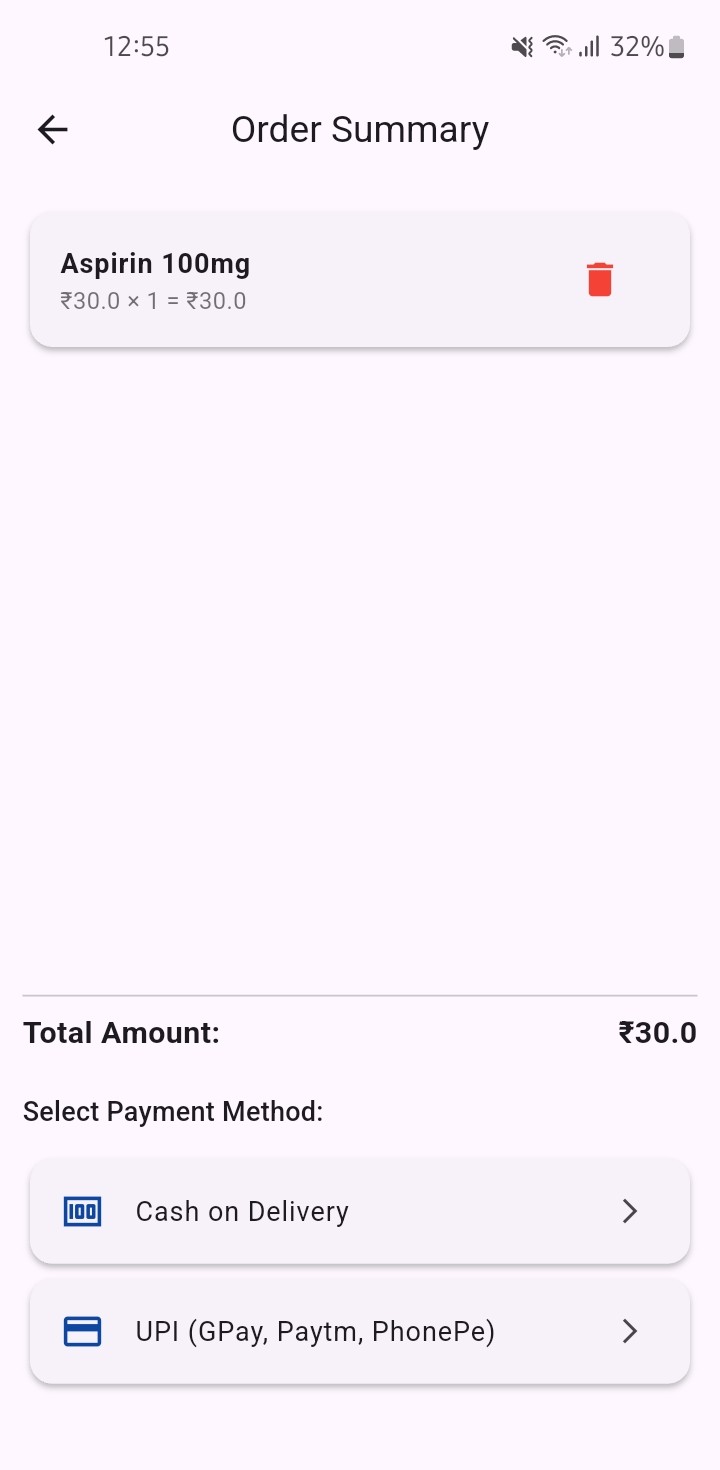 12:55
32%
Order Summary
Aspirin 100mg
₹30.0 × 1 = ₹30.0
Total Amount: ₹30.0
Select Payment Method:
100 Cash on Delivery
UPI (GPay, Paytm, PhonePe)